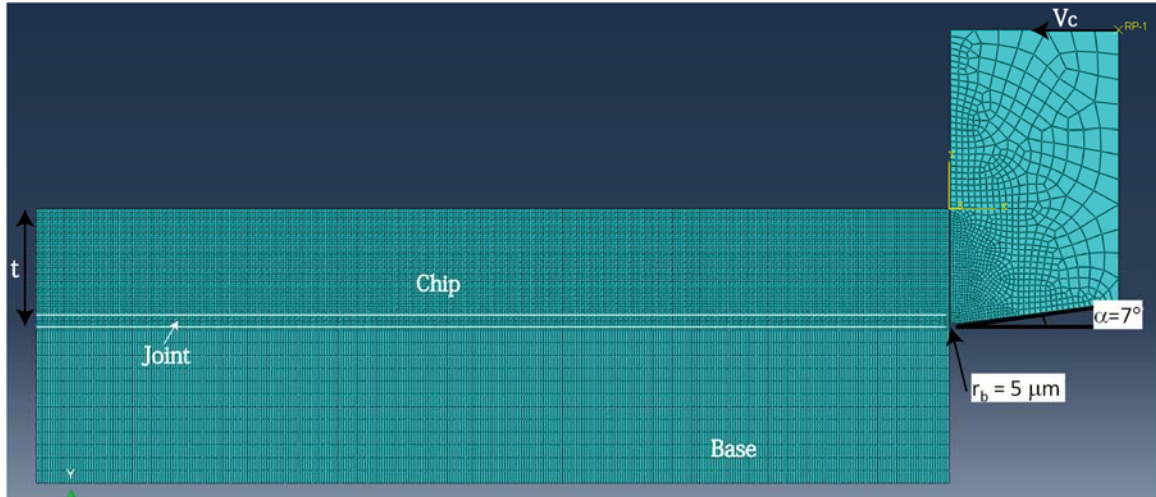 Vc
RP-1
t
Chip
Joint
α=7°
r_b = 5 μm
Base
Y